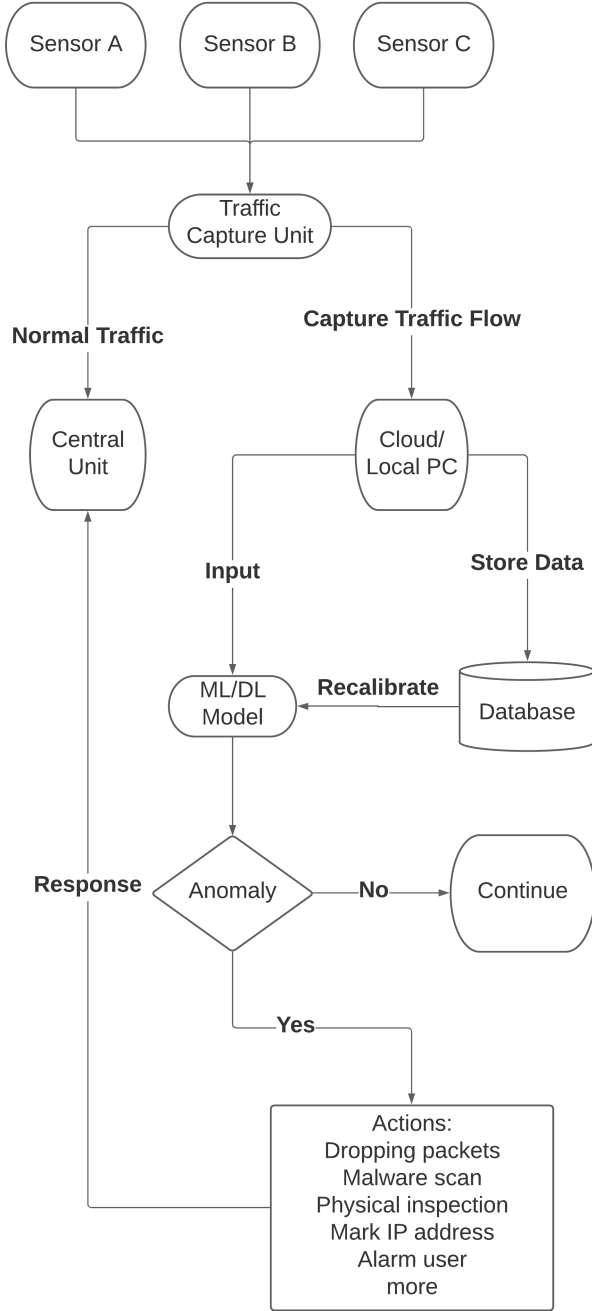 Sensor A
Sensor B
Sensor C
Traffic
Capture Unit
Normal Traffic
Capture Traffic Flow
Central
Unit
Cloud/
Local PC
Input
Store Data
ML/DL
Model
Recalibrate
Database
Response
Anomaly
No
Continue
Yes
Actions:
Dropping packets
Malware scan
Physical inspection
Mark IP address
Alarm user
more